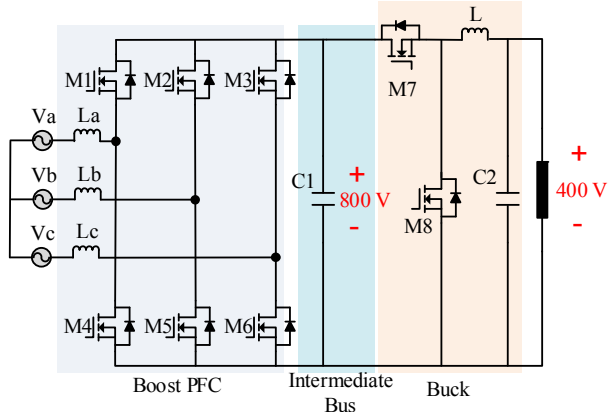 M1
M2
M3
M7
L
Va
La
Vb
Lb
Vc
Lc
C1
+
800 V
-
M8
C2
+
400 V
-
M4
M5
M6
Boost PFC
Intermediate
Bus
Buck